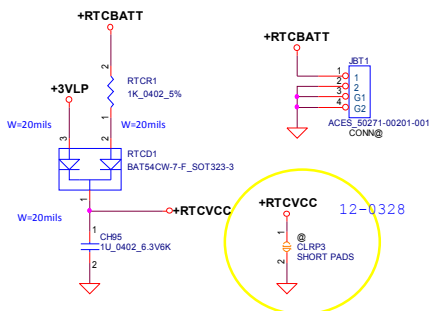 +RTCBATT
2
RTCR1
1K_0402_5%
1
+3VLP
W=20mils
W=20mils
3
2
RTCD1
BAT54CW-7-F_SOT323-3
1
W=20mils
+RTCVCC
1
CH95
1U_0402_6.3V6K
2
+RTCBATT
JBT1
1 1
2 2
3 G1
4 G2
ACES_50271-00201-001
CONN@
+RTCVCC
12-0328
1
@
CLRP3
SHORT PADS
2